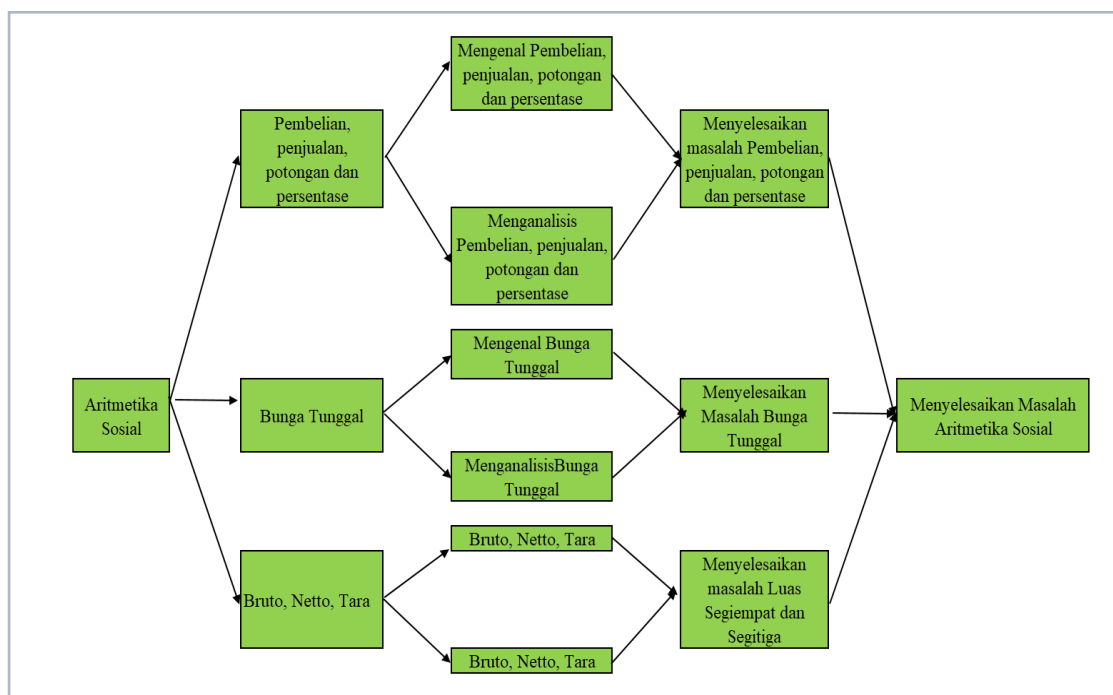 Mengenal Pembelian,
penjualan, potongan
dan persentase
Pembelian,
penjualan,
potongan dan
persentase
Menyelesaikan
masalah Pembelian,
penjualan, potongan
dan persentase
Menganalisis
Pembelian, penjualan,
potongan dan
persentase
Mengenal Bunga
Tunggal
Aritmetika
Sosial
Bunga Tunggal
Menyelesaikan
Masalah Bunga
Tunggal
Menyelesaikan Masalah
Aritmetika Sosial
MenganalisisBunga
Tunggal
Bruto, Netto, Tara
Bruto, Netto, Tara
Menyelesaikan
masalah Luas
Segiempat dan
Segitiga
Bruto, Netto, Tara